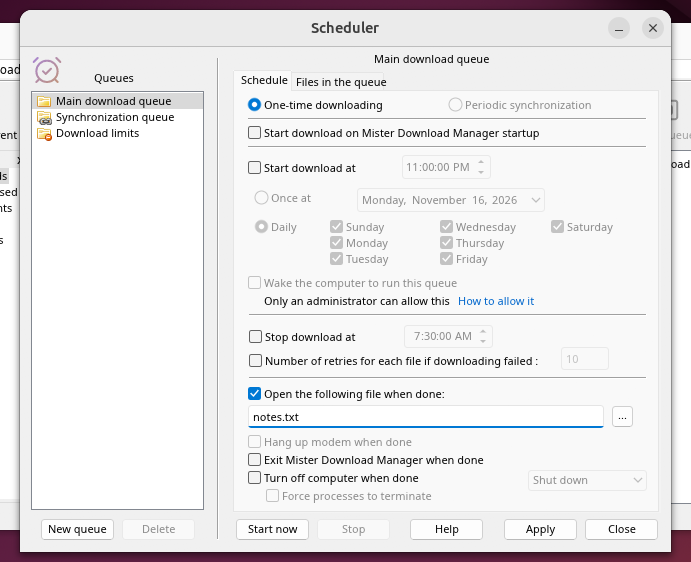 Scheduler
Queues
Main download queue
Synchronization queue
Download limits
New queue
Delete
Main download queue
Schedule
Files in the queue
One-time downloading
Periodic synchronization
Start download on Mister Download Manager startup
Start download at
11:00:00 PM
Once at
Monday, November 16, 2026
Daily
Sunday
Wednesday
Saturday
Monday
Thursday
Tuesday
Friday
Wake the computer to run this queue
Only an administrator can allow this
How to allow it
Stop download at
7:30:00 AM
Number of retries for each file if downloading failed :
10
Open the following file when done:
notes.txt
...
Hang up modem when done
Exit Mister Download Manager when done
Turn off computer when done
Shut down
Force processes to terminate
Start now
Stop
Help
Apply
Close